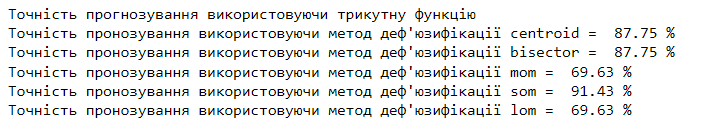 Точність прогнозування використовуючи трикутну функцію
Точність пронозування використовуючи метод деф'юзифікації centroid =  87.75 %
Точність пронозування використовуючи метод деф'юзифікації bisector =  87.75 %
Точність пронозування використовуючи метод деф'юзифікації mom =  69.63 %
Точність пронозування використовуючи метод деф'юзифікації som =  91.43 %
Точність пронозування використовуючи метод деф'юзифікації lom =  69.63 %